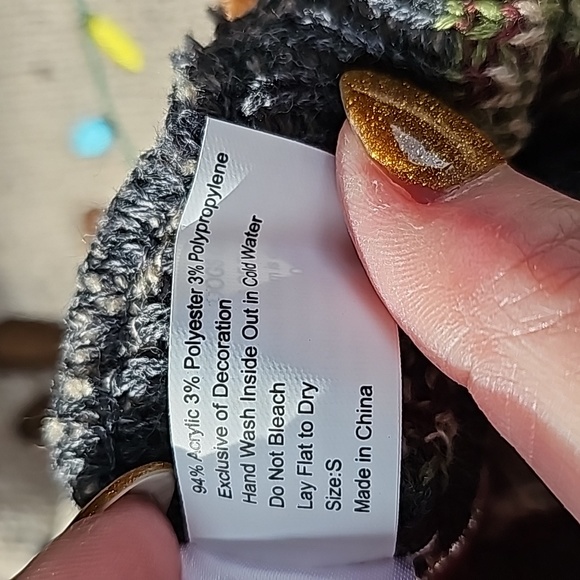 94% Acrylic 3% Polyester 3% Polypropylene
Exclusive of Decoration
Hand Wash Inside Out in Cold Water
Do Not Bleach
Lay Flat to Dry
Size:S
Made in China